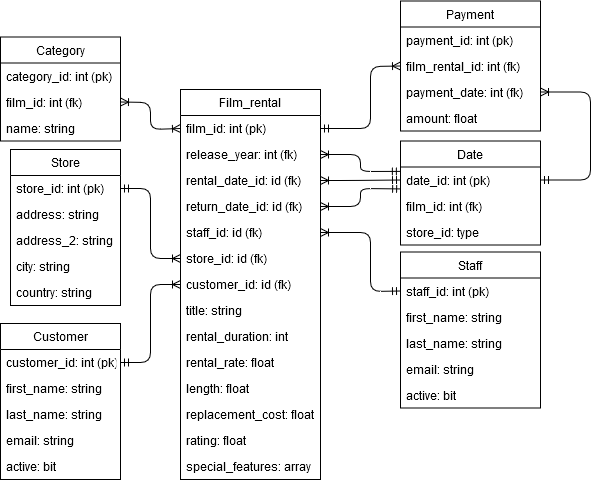 Category
category_id: int (pk)
film_id: int (fk)
name: string
Store
store_id: int (pk)
address: string
address_2: string
city: string
country: string
Customer
customer_id: int (pk)
first_name: string
last_name: string
email: string
active: bit
Film_rental
film_id: int (pk)
release_year: int (fk)
rental_date_id: id (fk)
return_date_id: id (fk)
staff_id: id (fk)
store_id: id (fk)
customer_id: id (fk)
title: string
rental_duration: int
rental_rate: float
length: float
replacement_cost: float
rating: float
special_features: array
Payment
payment_id: int (pk)
film_rental_id: int (fk)
payment_date: int (fk)
amount: float
Date
date_id: int (pk)
film_id: int (fk)
store_id: type
Staff
staff_id: int (pk)
first_name: string
last_name: string
email: string
active: bit